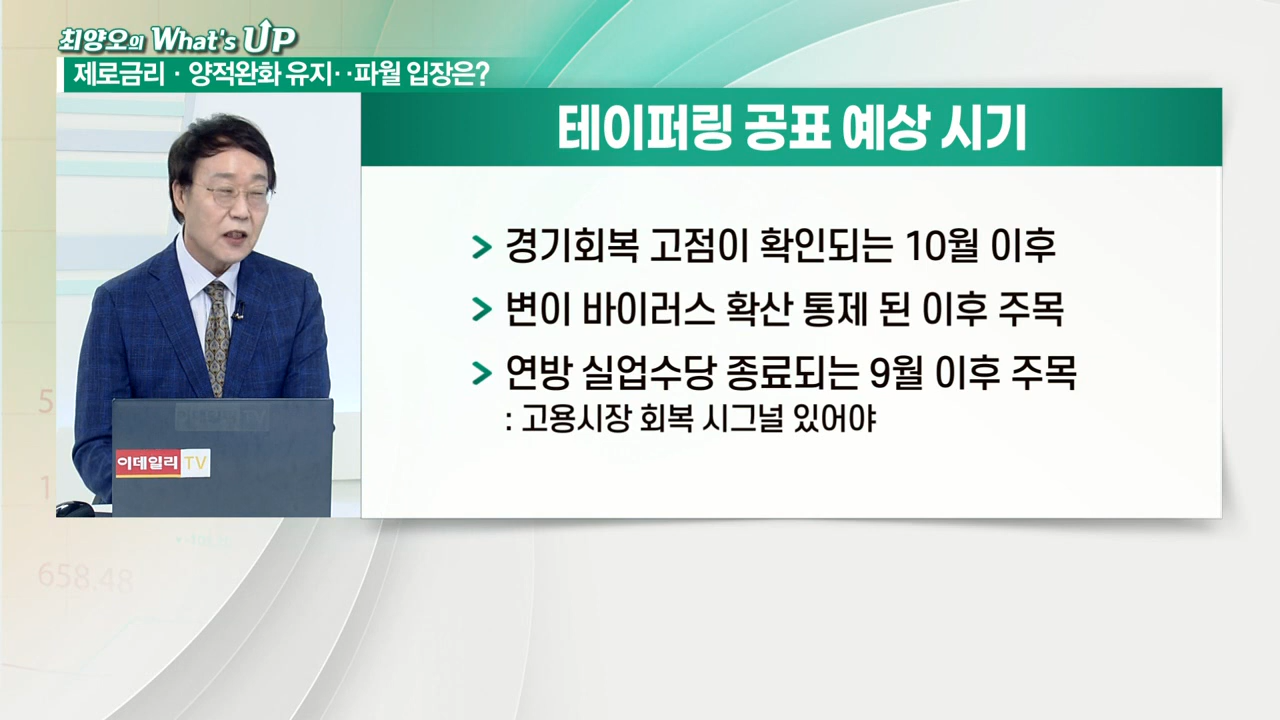 최양오의 What's UP
제로금리 · 양적완화 유지‥파월 입장은?
테이퍼링 공표 예상 시기
> 경기회복 고점이 확인되는 10월 이후
> 변이 바이러스 확산 통제 된 이후 주목
> 연방 실업수당 종료되는 9월 이후 주목
: 고용시장 회복 시그널 있어야
이데일리 TV
이데일리TV
658.48